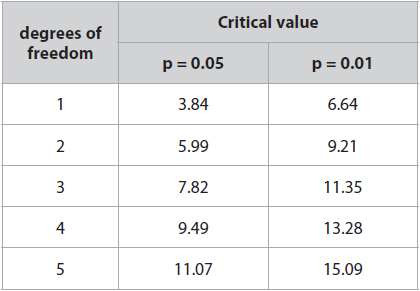 degrees of
freedom
Critical value
p = 0.05 p = 0.01
1 3.84 6.64
2 5.99 9.21
3 7.82 11.35
4 9.49 13.28
5 11.07 15.09